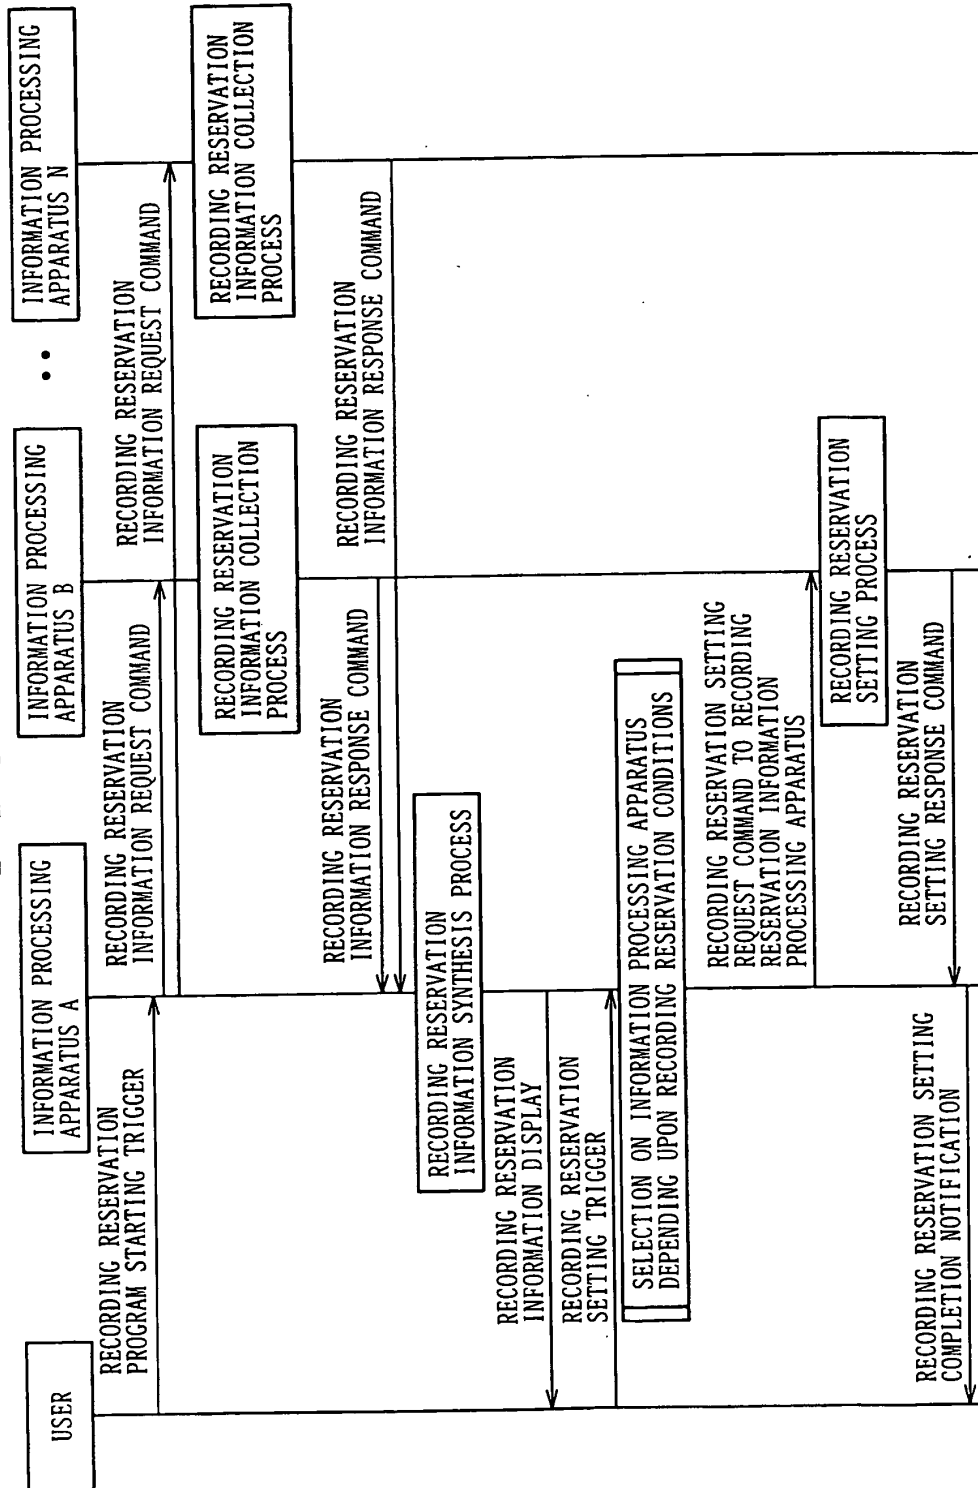 USER
INFORMATION PROCESSING
APPARATUS A
INFORMATION PROCESSING
APPARATUS B
INFORMATION PROCESSING
APPARATUS N
RECORDING RESERVATION
PROGRAM STARTING TRIGGER
RECORDING RESERVATION
INFORMATION REQUEST COMMAND
RECORDING RESERVATION
INFORMATION REQUEST COMMAND
RECORDING RESERVATION
INFORMATION COLLECTION
PROCESS
RECORDING RESERVATION
INFORMATION COLLECTION
PROCESS
RECORDING RESERVATION
INFORMATION RESPONSE COMMAND
RECORDING RESERVATION
INFORMATION RESPONSE COMMAND
RECORDING RESERVATION
INFORMATION SYNTHESIS PROCESS
RECORDING RESERVATION
INFORMATION DISPLAY
RECORDING RESERVATION
SETTING TRIGGER
SELECTION ON INFORMATION PROCESSING APPARATUS
DEPENDING UPON RECORDING RESERVATION CONDITIONS
RECORDING RESERVATION SETTING
REQUEST COMMAND TO RECORDING
RESERVATION INFORMATION
PROCESSING APPARATUS
RECORDING RESERVATION
SETTING PROCESS
RECORDING RESERVATION
SETTING RESPONSE COMMAND
RECORDING RESERVATION SETTING
COMPLETION NOTIFICATION